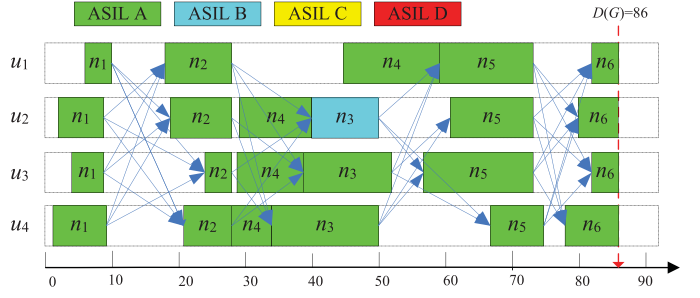 ASIL A ASIL B ASIL C ASIL D D(G)=86
u1 n1 n2 n4 n5 n6
u2 n1 n2 n4 n3 n5 n6
u3 n1 n2 n4 n3 n5 n6
u4 n1 n2 n4 n3 n5 n6
0 10 20 30 40 50 60 70 80 90